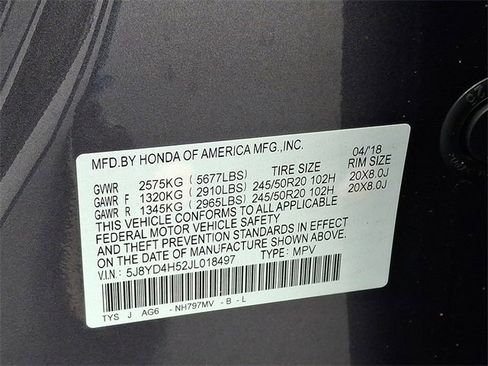 MFD.BY HONDA OF AMERICA MFG.,INC. 04/'18
TIRE SIZE RIM SIZE
GVWR 2575KG (5677LBS)
GAWR F 1320KG (2910LBS) 245/50R20 102H 20X8.0J
GAWR R 1345KG (2965LBS) 245/50R20 102H 20X8.0J
THIS VEHICLE CONFORMS TO ALL APPLICABLE
FEDERAL MOTOR VEHICLE SAFETY
AND THEFT PREVENTION STANDARDS IN EFFECT
ON THE DATE OF MANUFACTURE SHOWN ABOVE.
V.I.N.: 5J8YD4H52JL018497 TYPE: MPV
TYS J AG6 -NH797MV -B -L